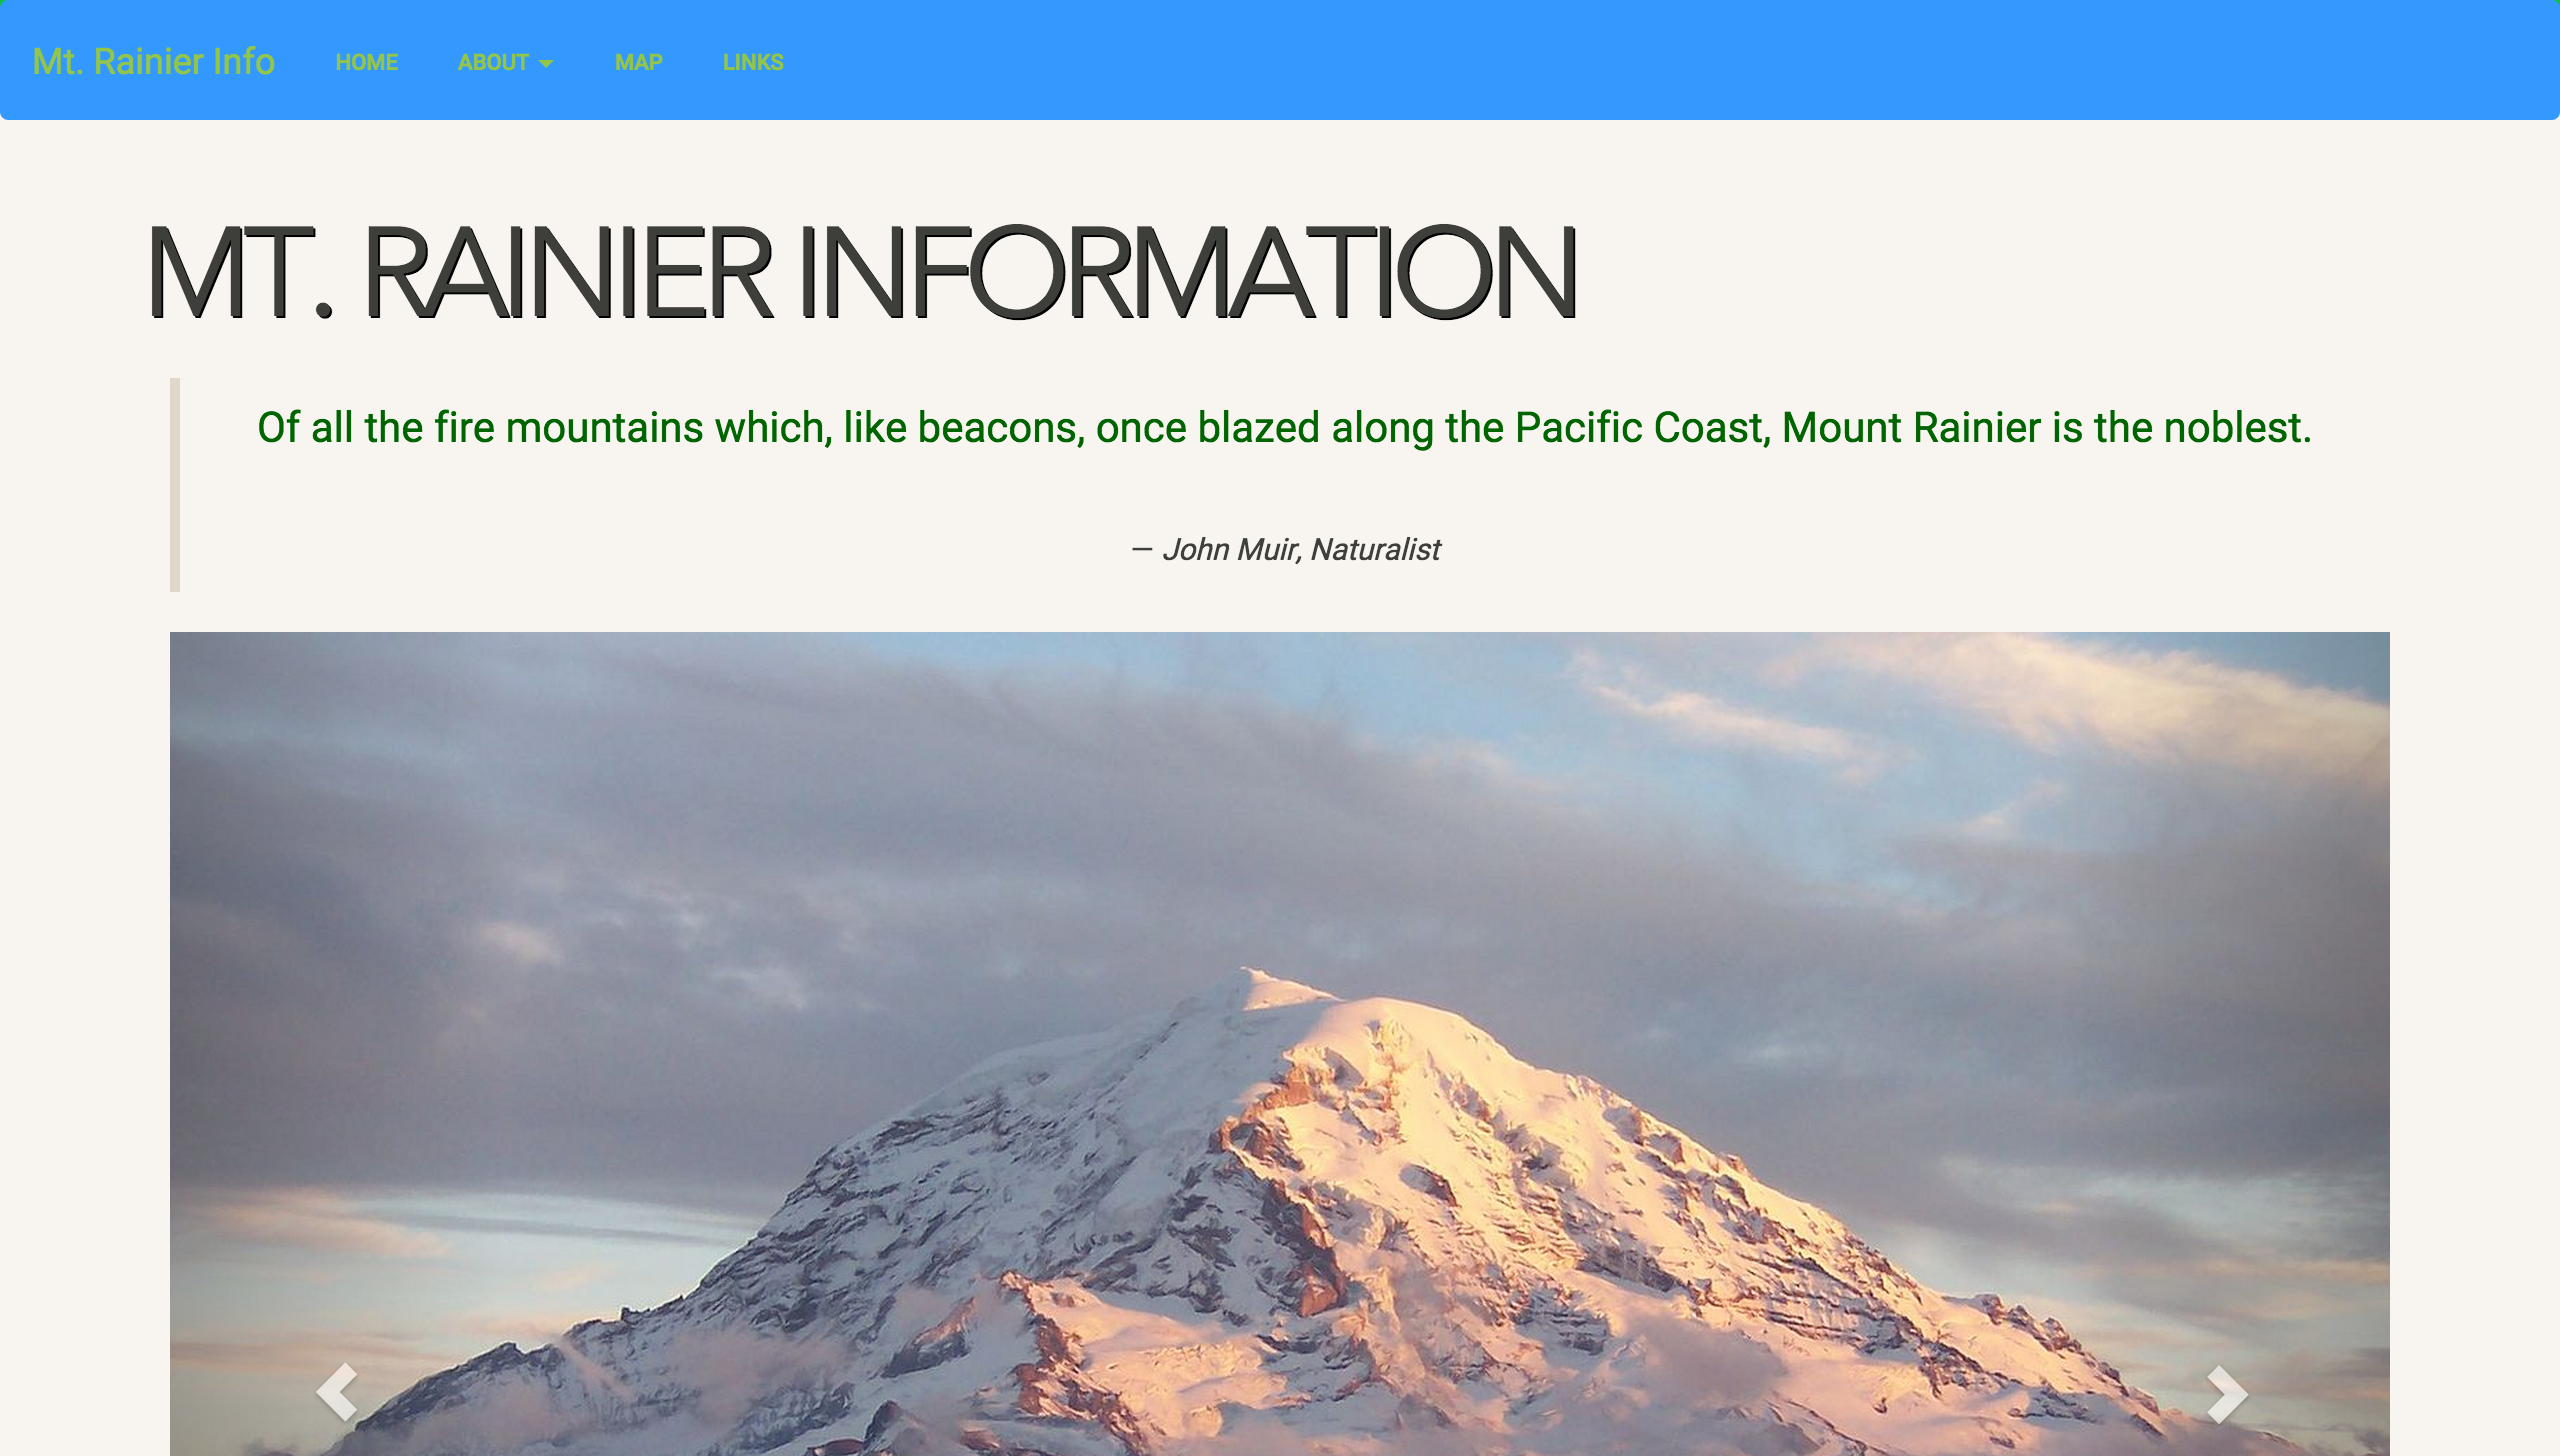 Mt. Rainier Info HOME ABOUT MAP LINKS
MT. RAINIER INFORMATION
Of all the fire mountains which, like beacons, once blazed along the Pacific Coast, Mount Rainier is the noblest.
— John Muir, Naturalist